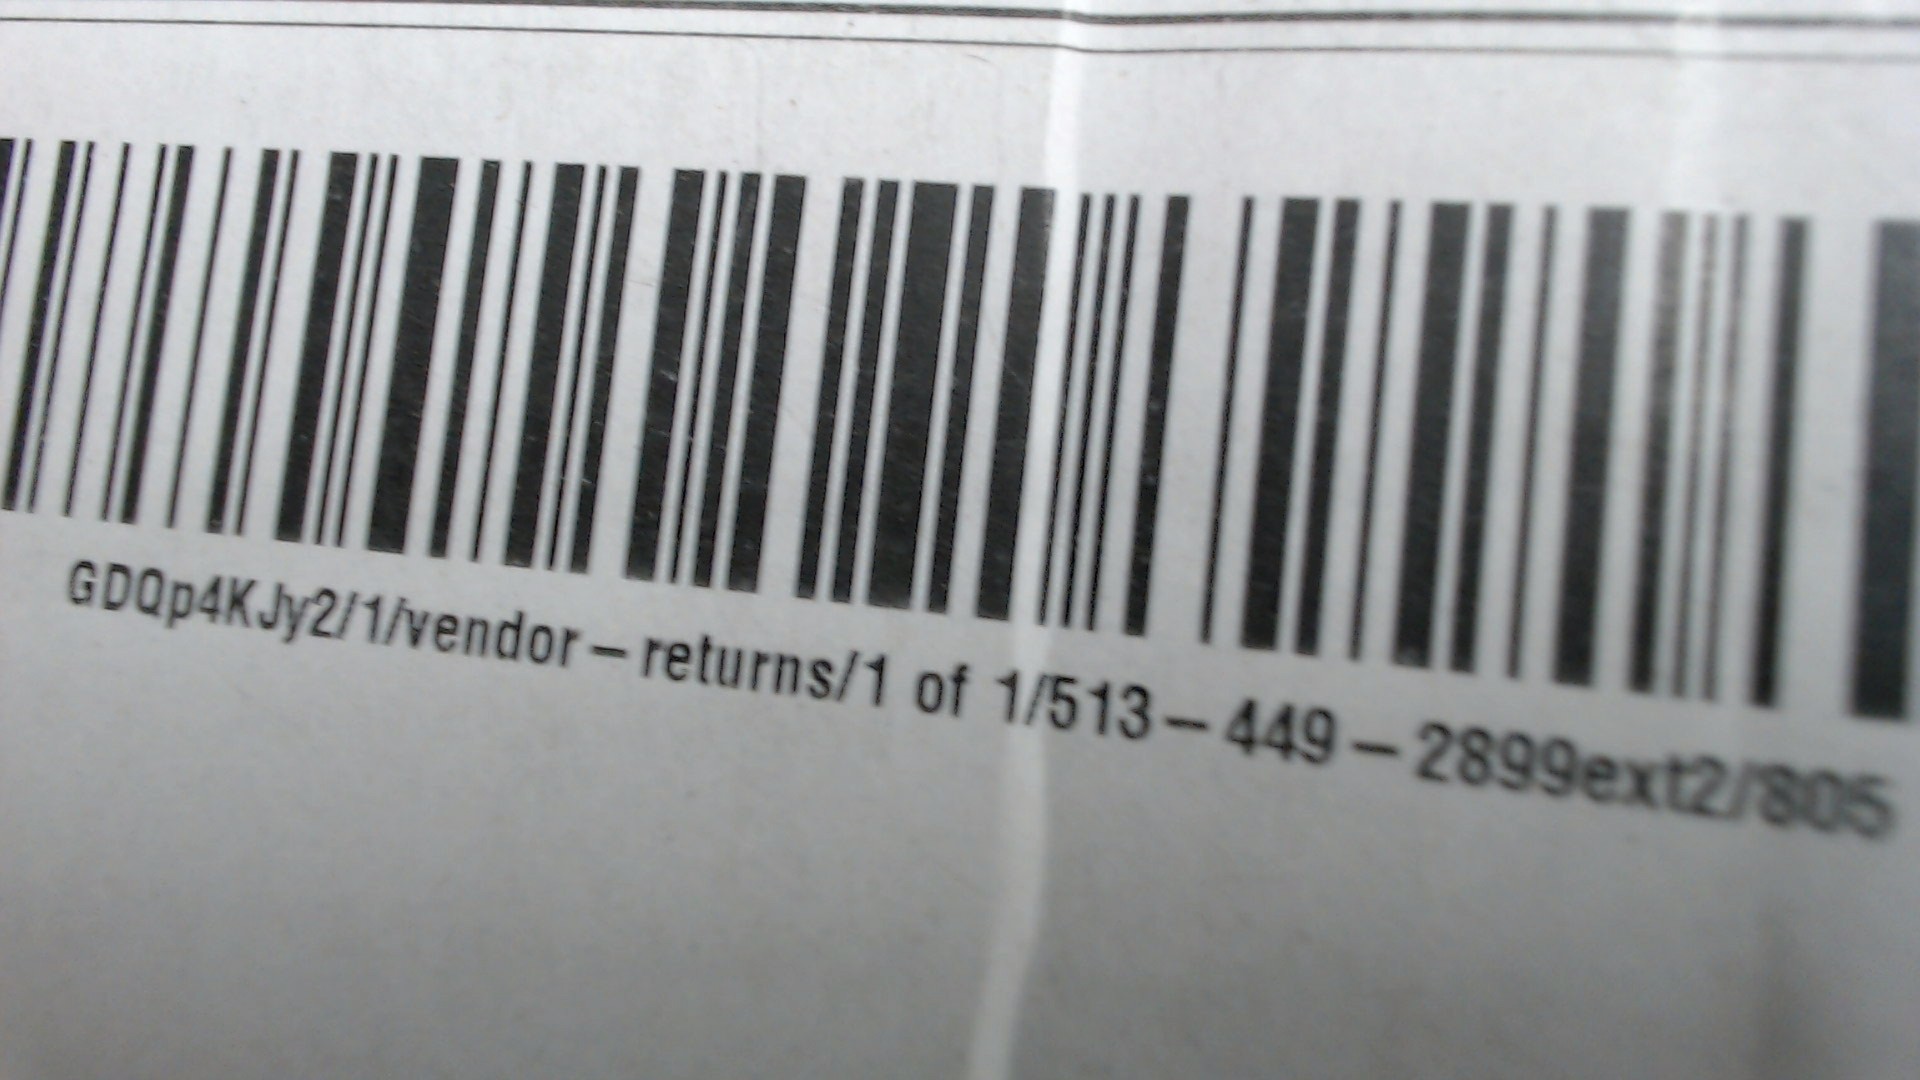 GDQp4KJy2/1/vendor-returns/1 of 1/513-449-2899ext2/805